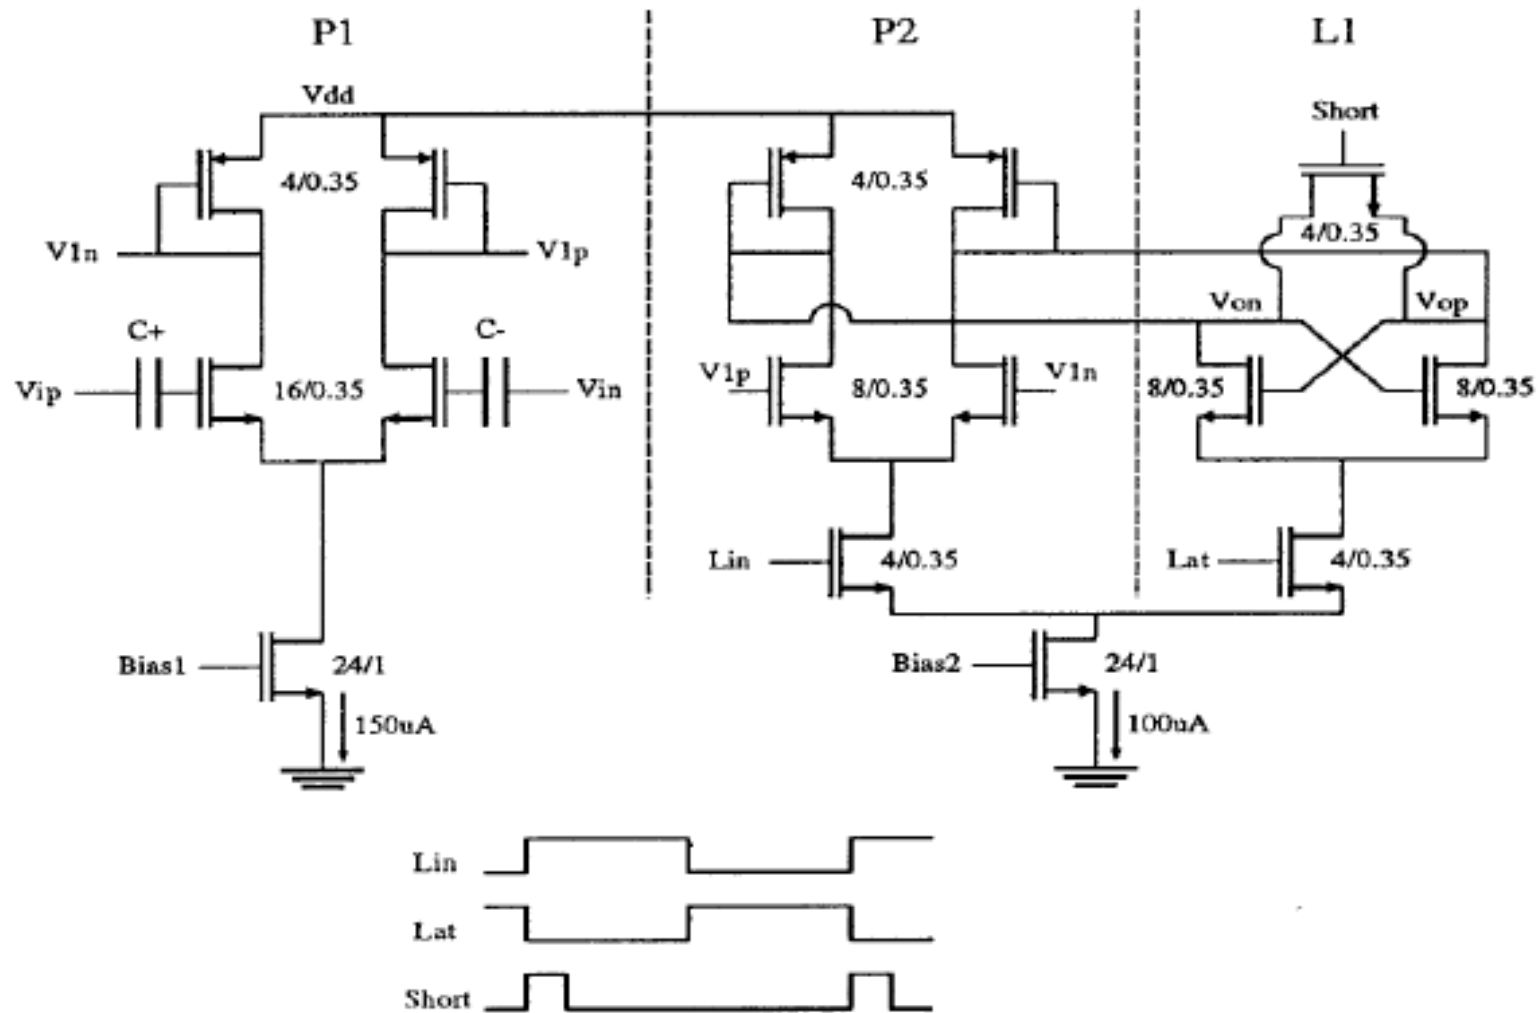 P1 P2 L1
Vdd
Short
4/0.35 4/0.35
4/0.35
V1n V1p
Von Vop
C+ C-
V1p V1n
Vip 16/0.35 Vin 8/0.35 8/0.35 8/0.35
Lin 4/0.35 Lat 4/0.35
Bias1 24/1 Bias2 24/1
150uA 100uA
Lin
Lat
Short